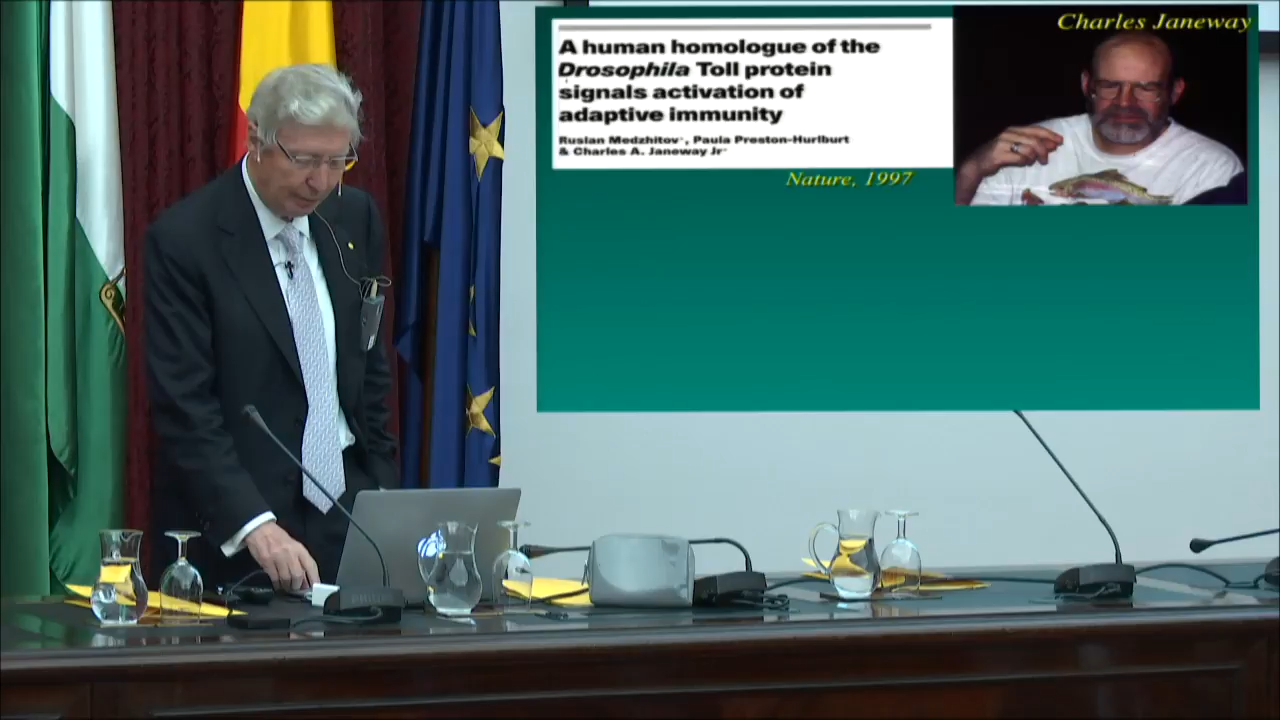 Charles Janeway
A human homologue of the
Drosophila Toll protein
signals activation of
adaptive immunity
Ruslan Medzhitov*, Paula Preston-Hurlburt
& Charles A. Janeway Jr*
Nature, 1997